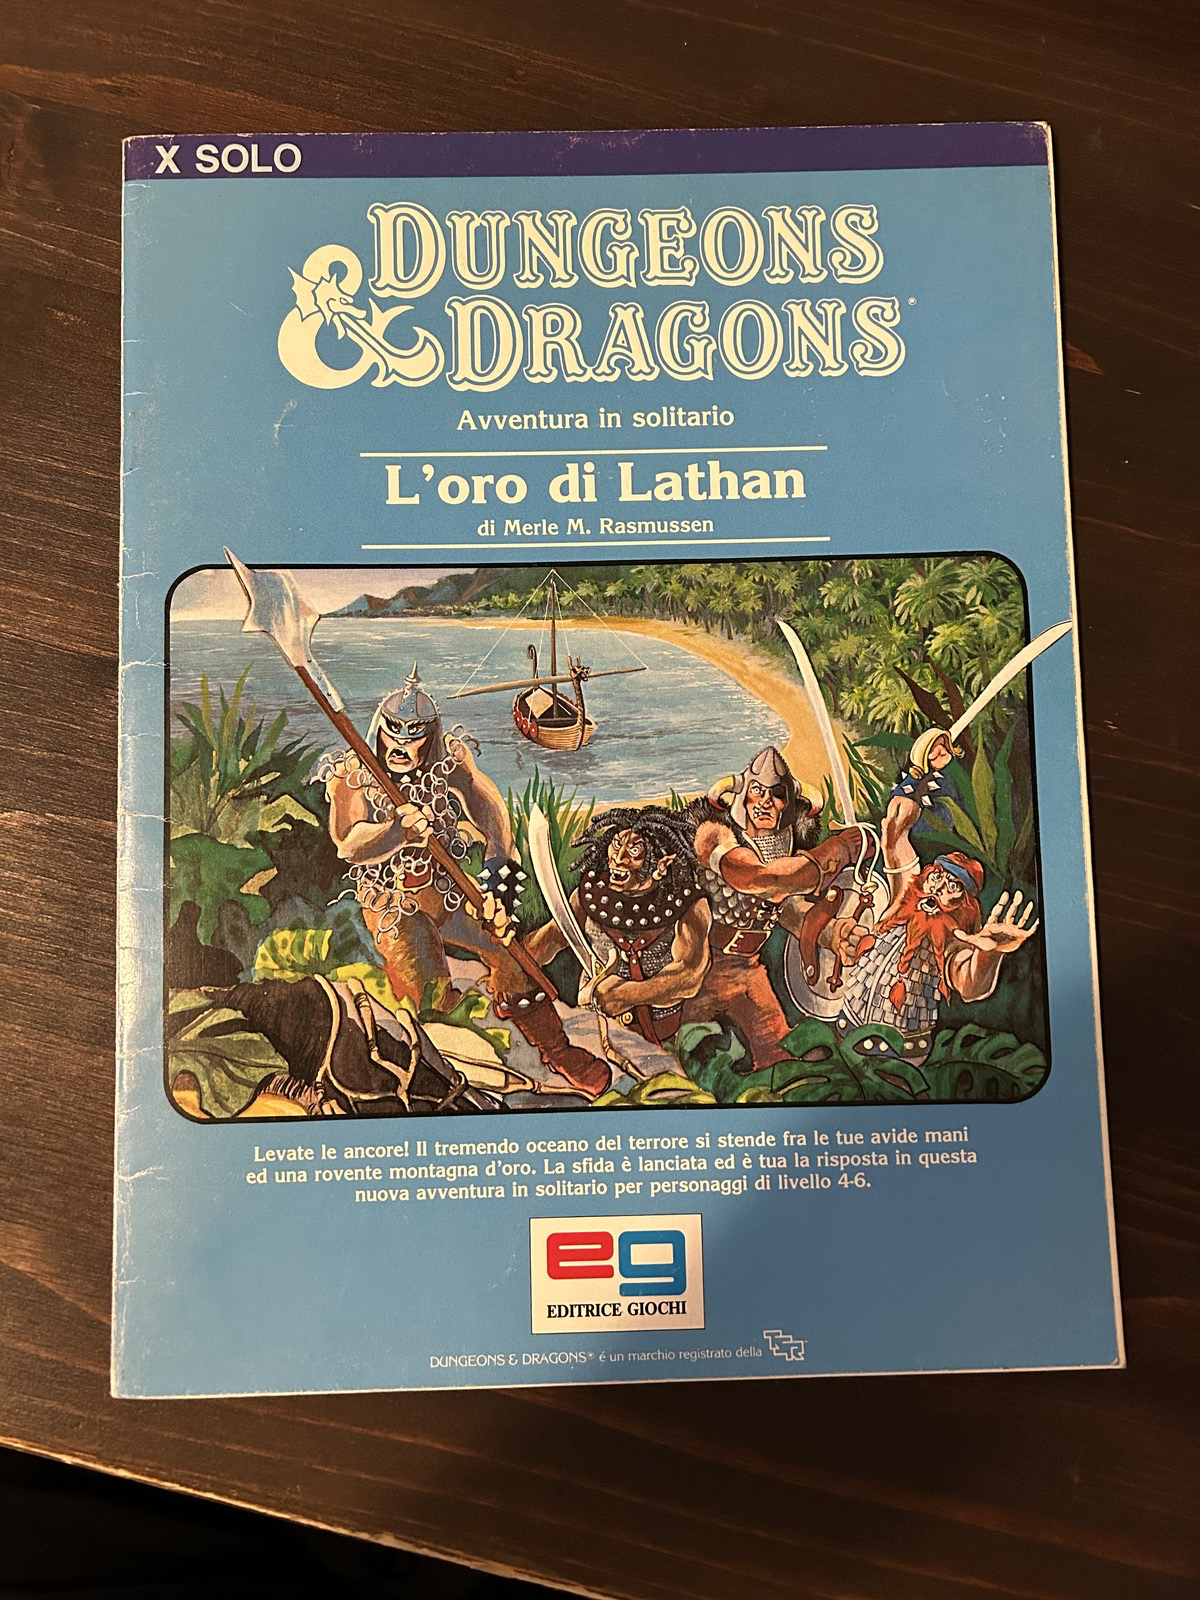 X SOLO
DUNGEONS
& DRAGONS®
Avventura in solitario
L'oro di Lathan
di Merle M. Rasmussen
Levate le ancore! Il tremendo oceano del terrore si stende fra le tue avide mani
ed una rovente montagna d'oro. La sfida è lanciata ed è tua la risposta in questa
nuova avventura in solitario per personaggi di livello 4-6.
eg
EDITRICE GIOCHI
DUNGEONS & DRAGONS® é un marchio registrato della TSR